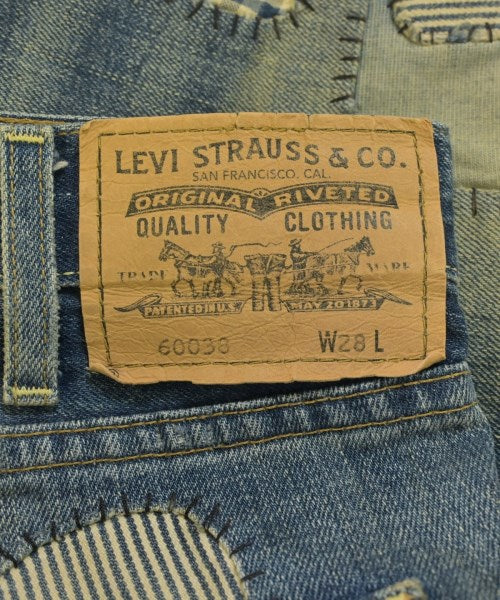 LEVI STRAUSS & CO.
SAN FRANCISCO, CAL.
ORIGINAL RIVETED
QUALITY CLOTHING
TRADE MARK
PATENTED IN U.S. MAY 20 1873
60038 W28 L